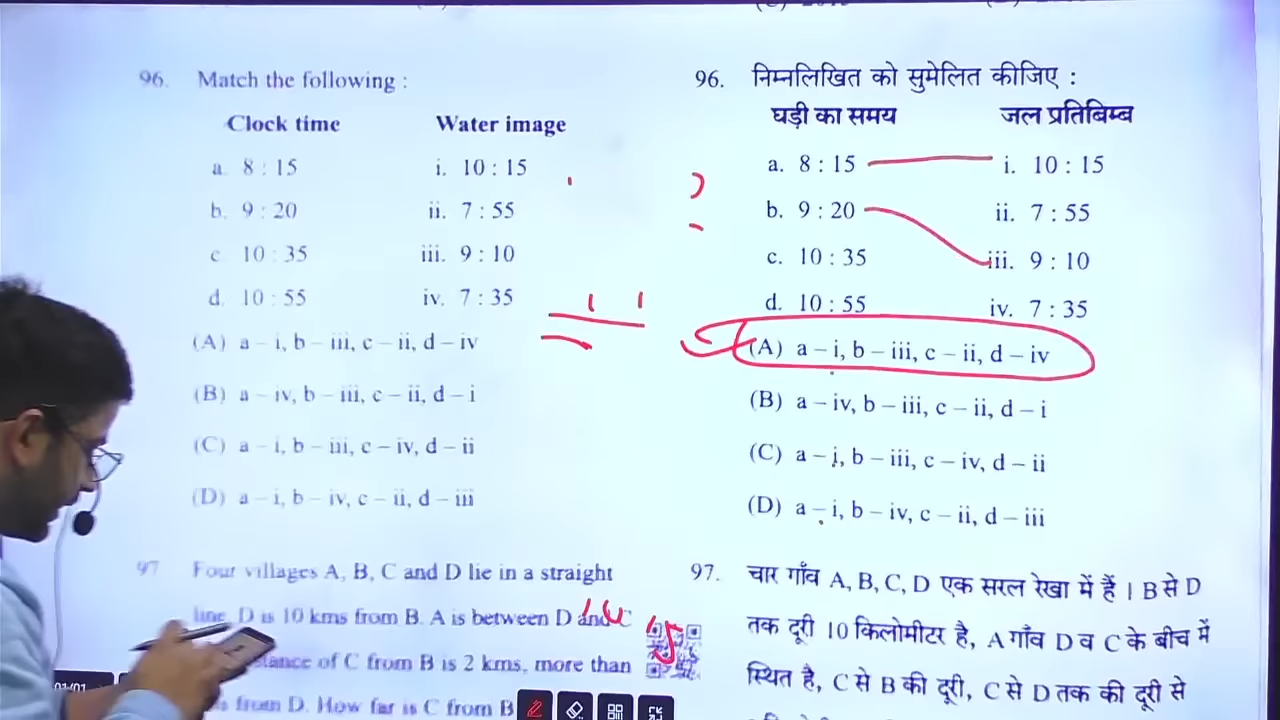 96. Match the following :
Clock time Water image
a. 8 : 15 i. 10 : 15
b. 9 : 20 ii. 7 : 55
c. 10 : 35 iii. 9 : 10
d. 10 : 55 iv. 7 : 35
(A) a – i, b – iii, c – ii, d – iv
(B) a – iv, b – iii, c – ii, d – i
(C) a – i, b – iii, c – iv, d – ii
(D) a – i, b – iv, c – ii, d – iii
97 Four villages A, B, C and D lie in a straight
line. D is 10 kms from B. A is between D and C
of C from B is 2 kms, more than
from D. How far is C from B
96. निम्नलिखित को सुमेलित कीजिए :
घड़ी का समय जल प्रतिबिम्ब
a. 8 : 15 i. 10 : 15
b. 9 : 20 ii. 7 : 55
c. 10 : 35 iii. 9 : 10
d. 10 : 55 iv. 7 : 35
(A) a – i, b – iii, c – ii, d – iv
(B) a – iv, b – iii, c – ii, d – i
(C) a – i, b – iii, c – iv, d – ii
(D) a – i, b – iv, c – ii, d – iii
97. चार गाँव A, B, C, D एक सरल रेखा में हैं । B से D
तक दूरी 10 किलोमीटर है, A गाँव D व C के बीच में
स्थित है, C से B की दूरी, C से D तक की दूरी से